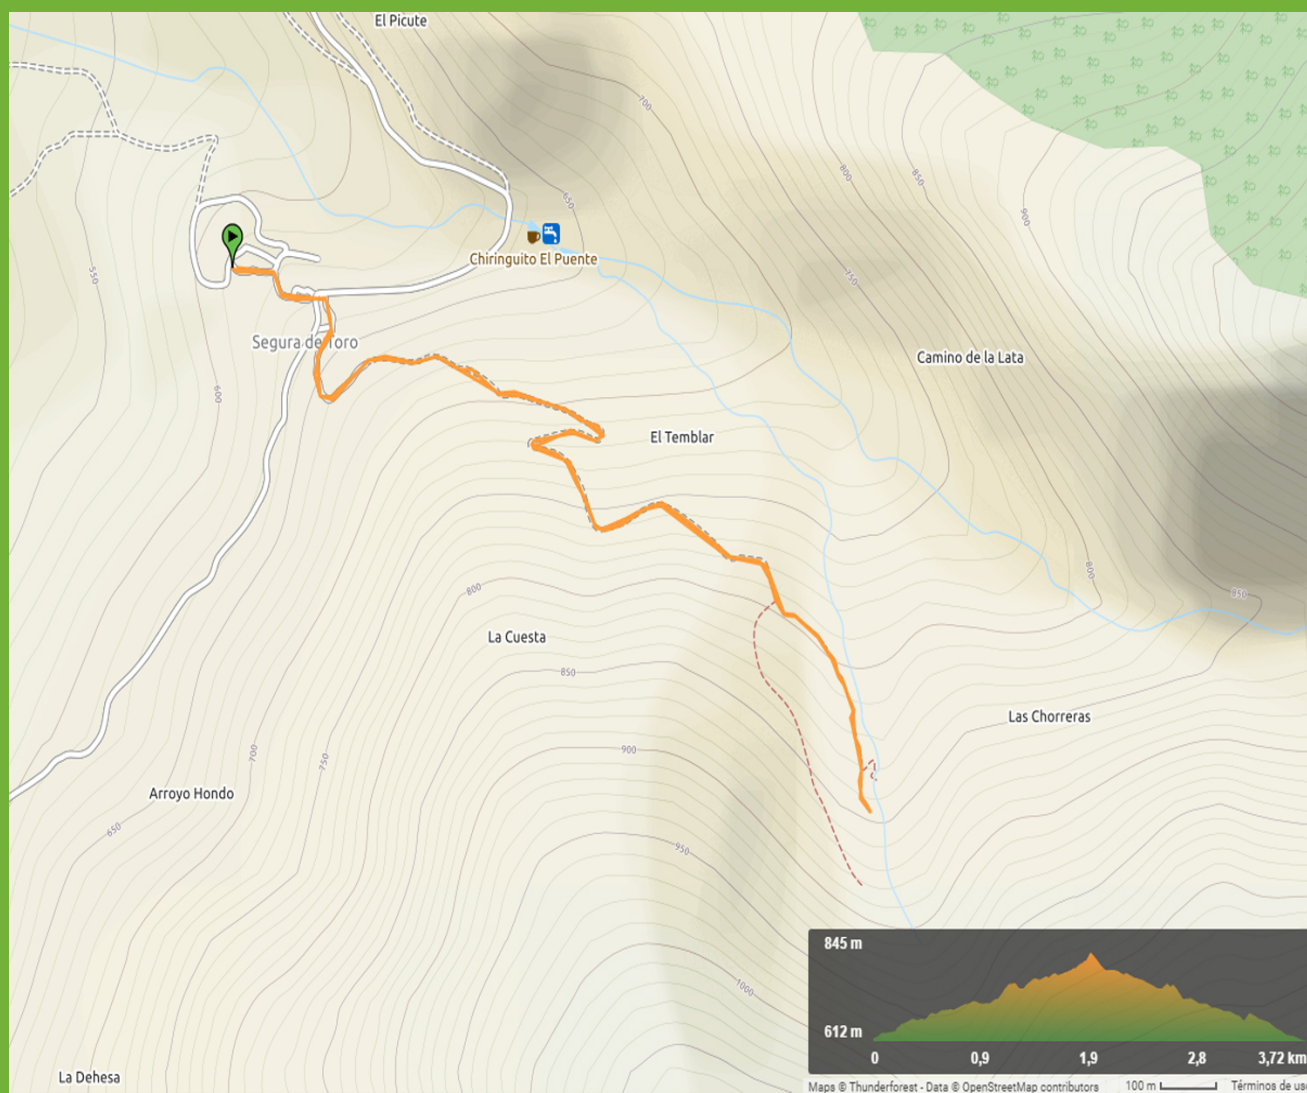 El Picute
700
800
850
900
650
Chiringuito El Puente
550
750
Segura de Toro
Camino de la Lata
600
El Temblar
800
800
850
La Cuesta
850
Las Chorreras
900
700
750
Arroyo Hondo
650
950
1000
845 m
612 m
0 0,9 1,9 2,8 3,72 km
La Dehesa
Maps © Thunderforest - Data © OpenStreetMap contributors 100 m Términos de us